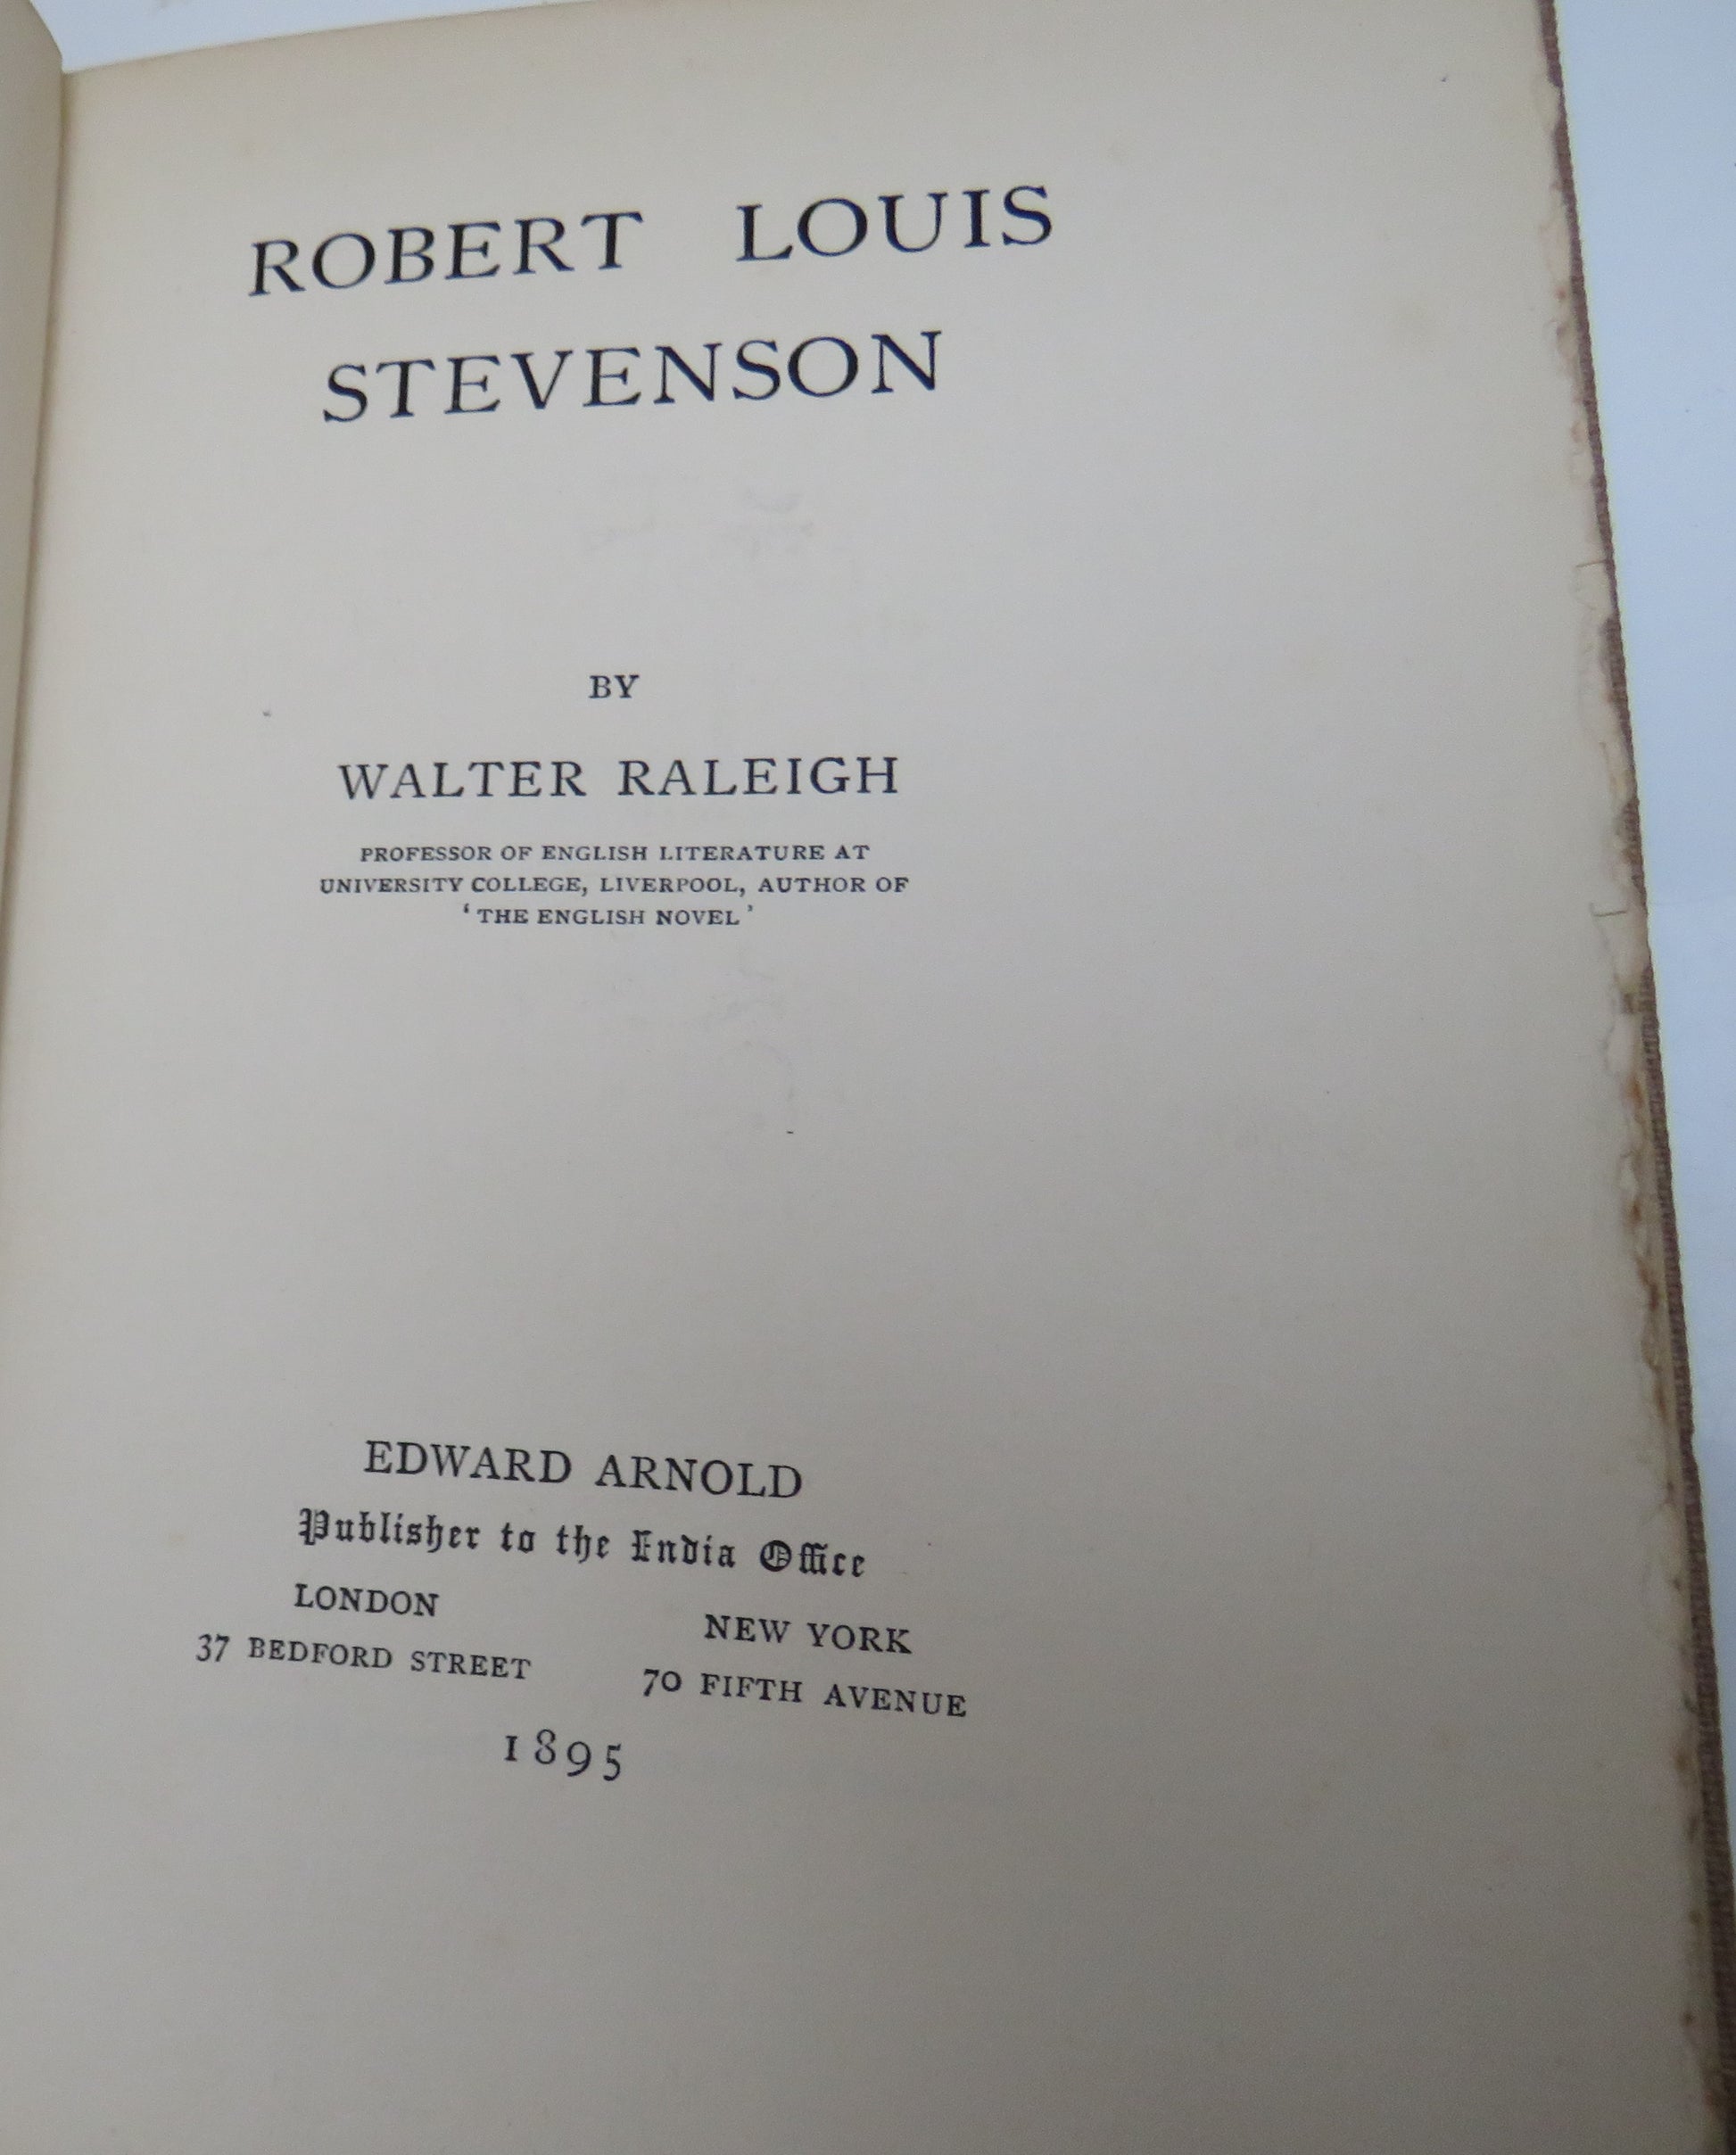 ROBERT LOUIS
STEVENSON
BY
WALTER RALEIGH
PROFESSOR OF ENGLISH LITERATURE AT
UNIVERSITY COLLEGE, LIVERPOOL, AUTHOR OF
‘THE ENGLISH NOVEL’
EDWARD ARNOLD
Publisher to the India Office
LONDON
37 BEDFORD STREET
NEW YORK
70 FIFTH AVENUE
1895